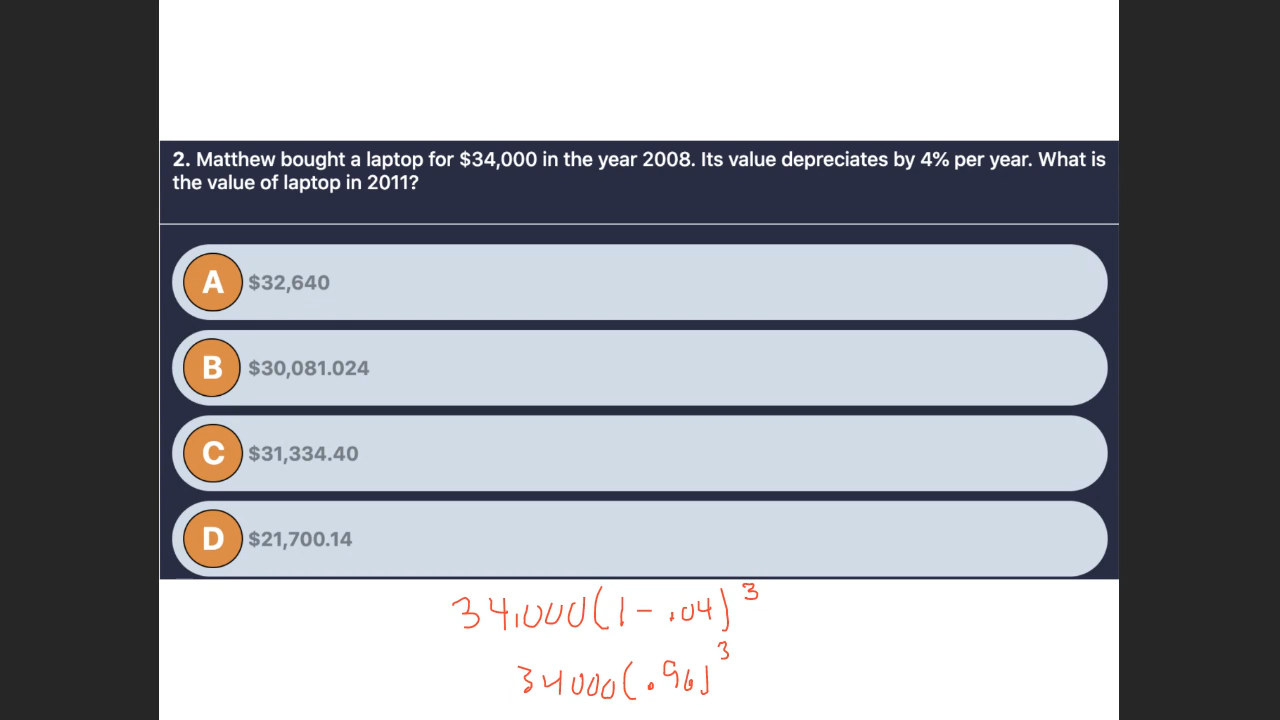 2. Matthew bought a laptop for $34,000 in the year 2008. Its value depreciates by 4% per year. What is
the value of laptop in 2011?
A $32,640
B $30,081.024
C $31,334.40
D $21,700.14
34,000(1-.04)³
34000(.96)³